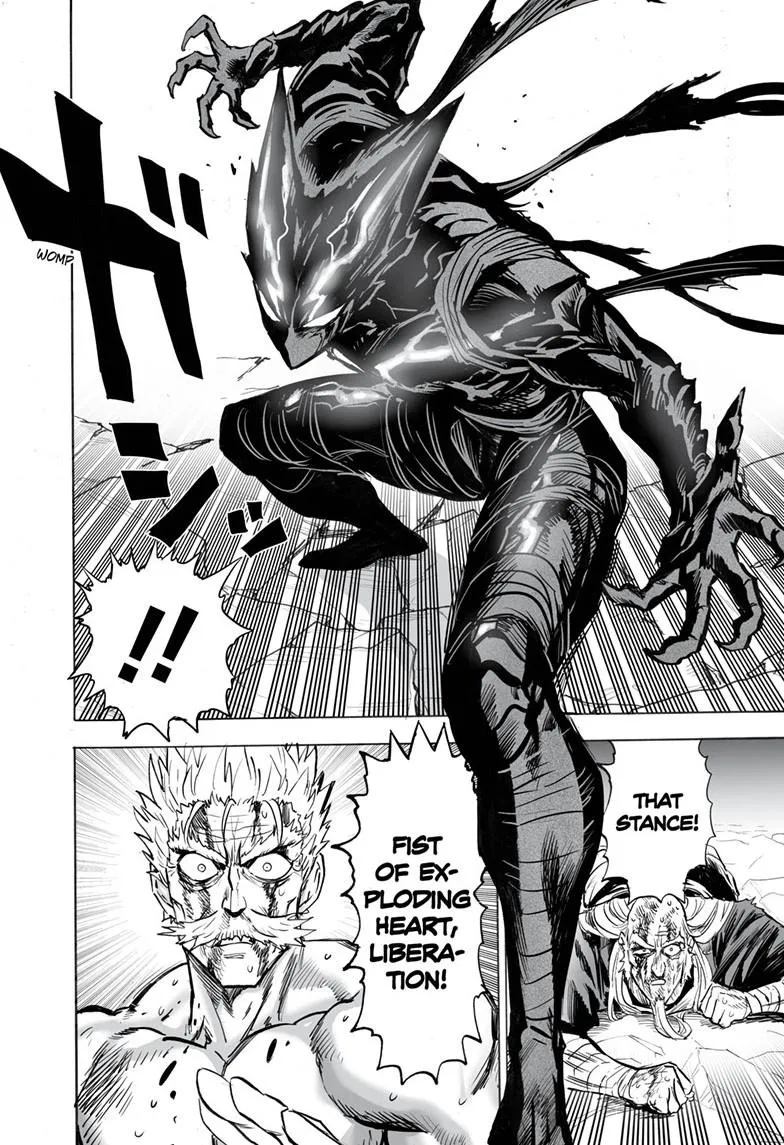 ガンッ
WOMP
!!
THAT
STANCE!
FIST
OF EX-
PLODING
HEART,
LIBERA-
TION!